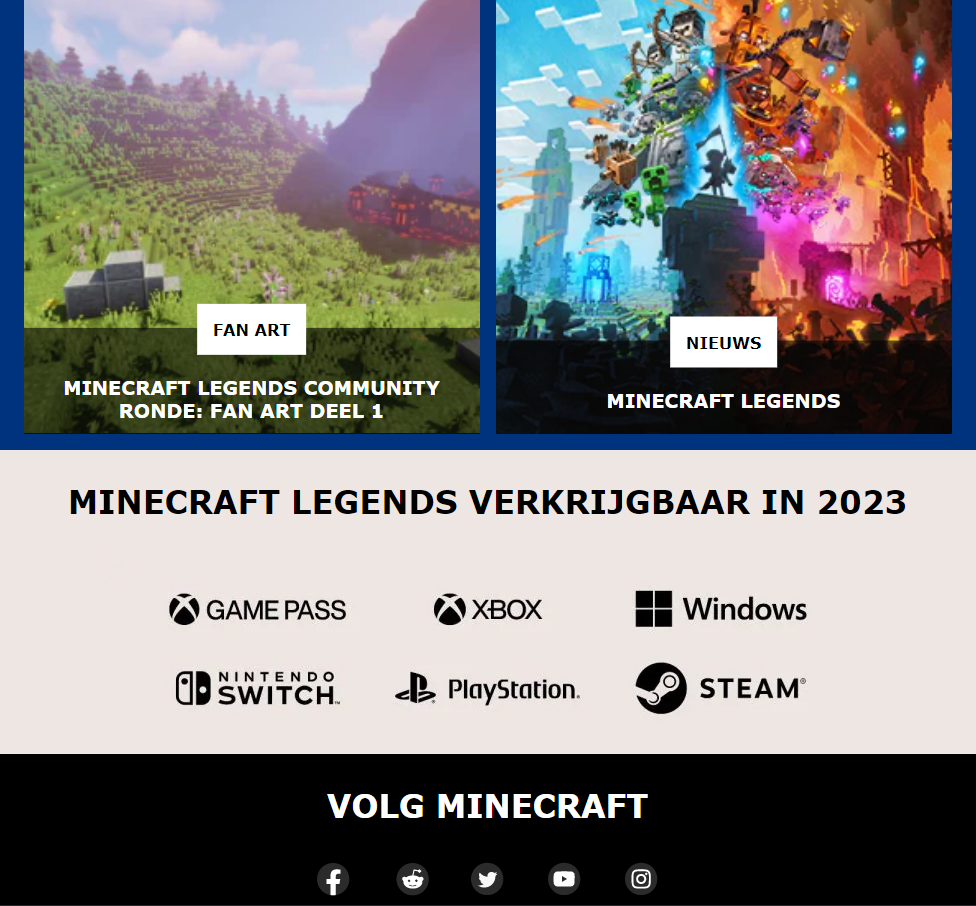 FAN ART
MINECRAFT LEGENDS COMMUNITY
RONDE: FAN ART DEEL 1
NIEUWS
MINECRAFT LEGENDS
MINECRAFT LEGENDS VERKRIJGBAAR IN 2023
GAME PASS
XBOX
Windows
NINTENDO
SWITCH™
PlayStation®
STEAM®
VOLG MINECRAFT